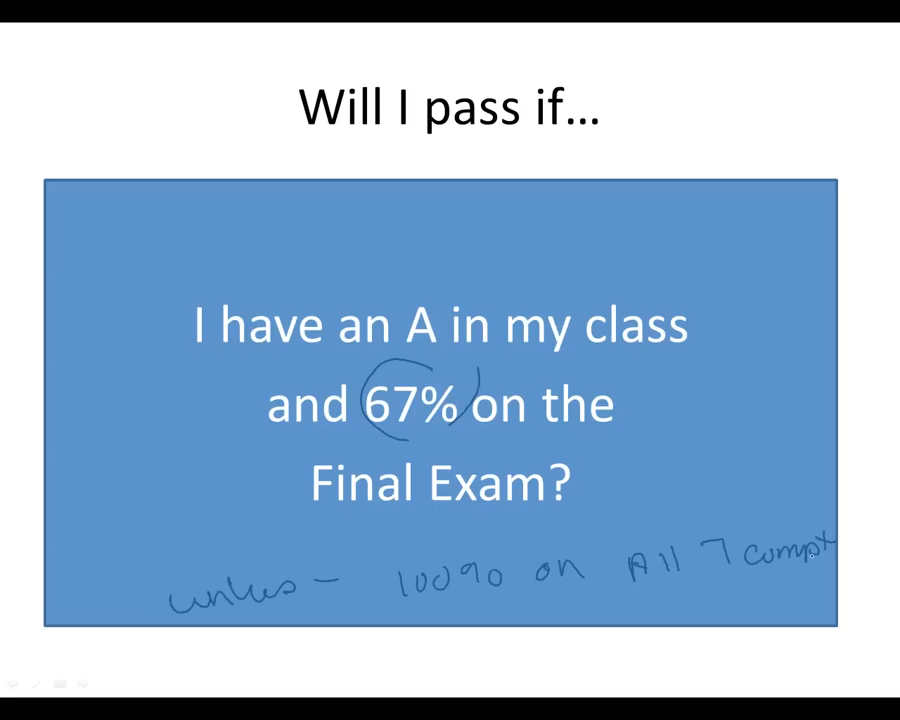 Will I pass if...
I have an A in my class
and 67% on the
Final Exam?
unless - 100% on All 7